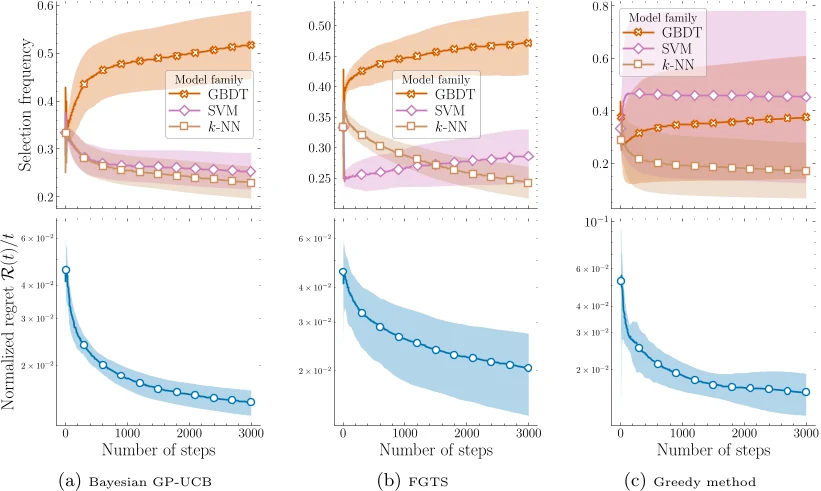 Selection frequency
0.6
0.5
0.4
0.3
0.2
Model family
GBDT
SVM
k-NN
0.50
0.45
0.40
0.35
0.30
0.25
Model family
GBDT
SVM
k-NN
0.8
0.6
0.4
0.2
Model family
GBDT
SVM
k-NN
Normalized regret R(t)/t
6 × 10⁻²
4 × 10⁻²
3 × 10⁻²
2 × 10⁻²
0 1000 2000 3000
Number of steps
6 × 10⁻²
4 × 10⁻²
3 × 10⁻²
2 × 10⁻²
0 1000 2000 3000
Number of steps
10⁻¹
6 × 10⁻²
4 × 10⁻²
3 × 10⁻²
2 × 10⁻²
0 1000 2000 3000
Number of steps
(a) Bayesian GP-UCB
(b) FGTS
(c) Greedy method